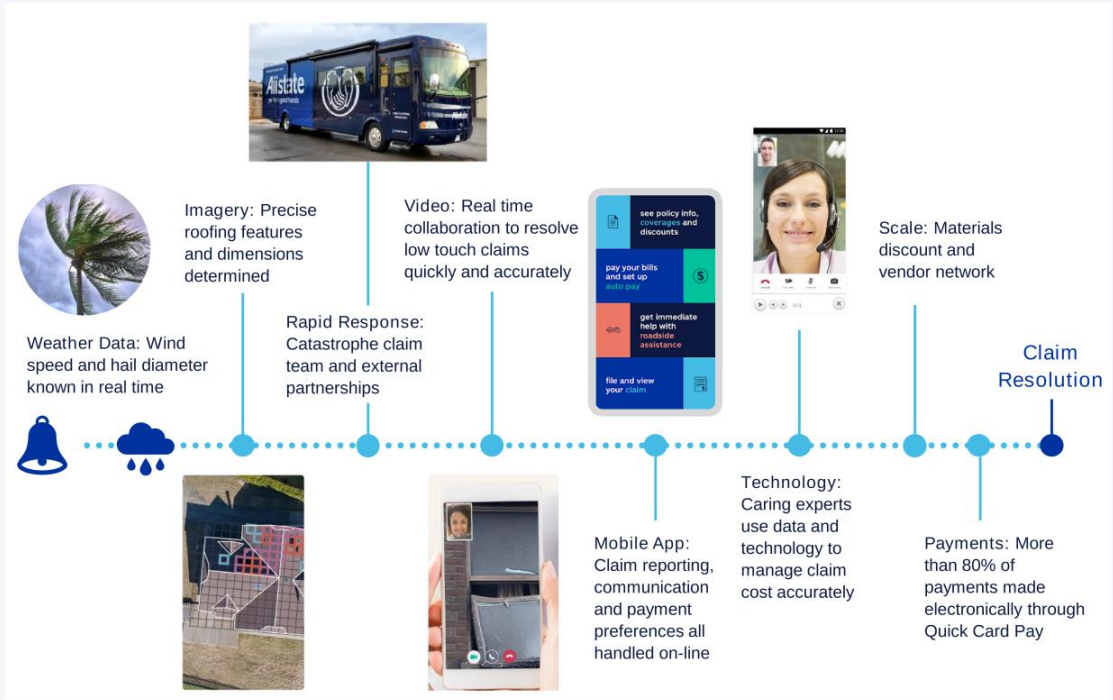 Allstate
Imagery: Precise
roofing features
and dimensions
determined
Video: Real time
collaboration to resolve
low touch claims
quickly and accurately
see policy info,
coverages and
discounts
pay your bills
and set up
auto pay
get immediate
help with
roadside
assistance
file and view
your claim
Scale: Materials
discount and
vendor network
Weather Data: Wind
speed and hail diameter
known in real time
Rapid Response:
Catastrophe claim
team and external
partnerships
Claim
Resolution
Mobile App:
Claim reporting,
communication
and payment
preferences all
handled on-line
Technology:
Caring experts
use data and
technology to
manage claim
cost accurately
Payments: More
than 80% of
payments made
electronically through
Quick Card Pay